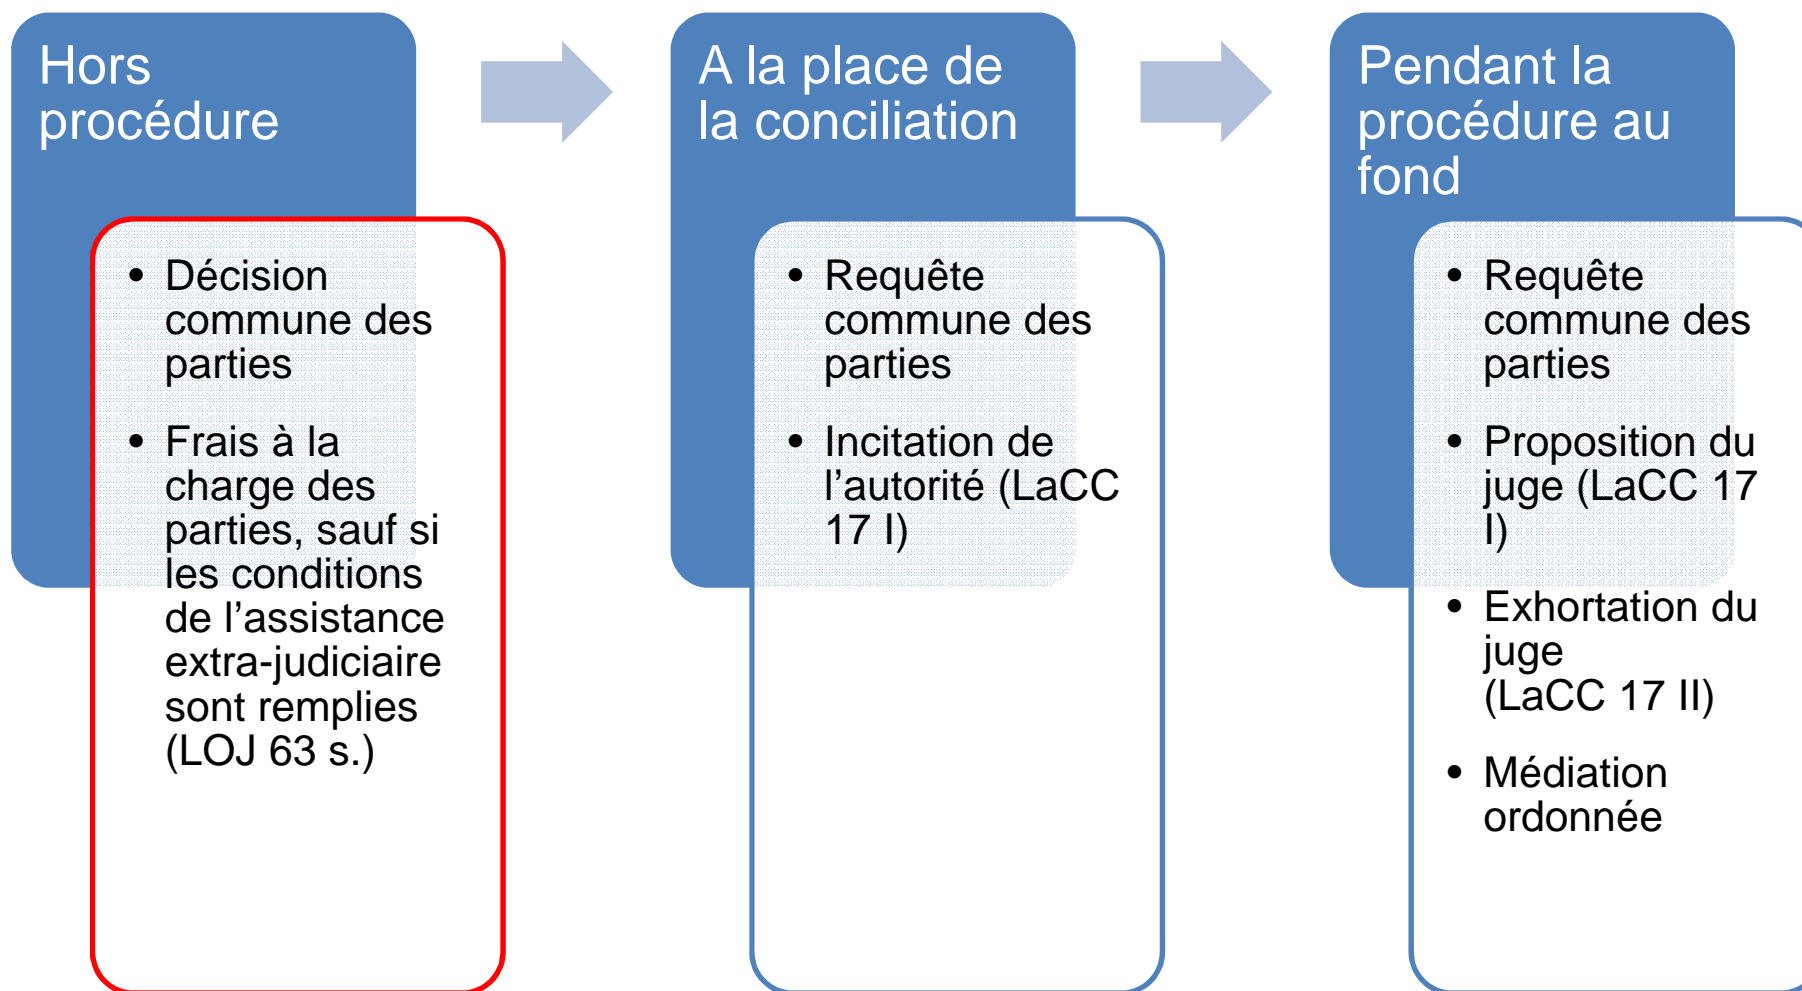 Hors
procédure
• Décision
commune des
parties
• Frais à la
charge des
parties, sauf si
les conditions
de l’assistance
extra-judiciaire
sont remplies
(LOJ 63 s.)
A la place de
la conciliation
• Requête
commune des
parties
• Incitation de
l’autorité (LaCC
17 I)
Pendant la
procédure au
fond
• Requête
commune des
parties
• Proposition du
juge (LaCC 17
I)
• Exhortation du
juge
(LaCC 17 II)
• Médiation
ordonnée